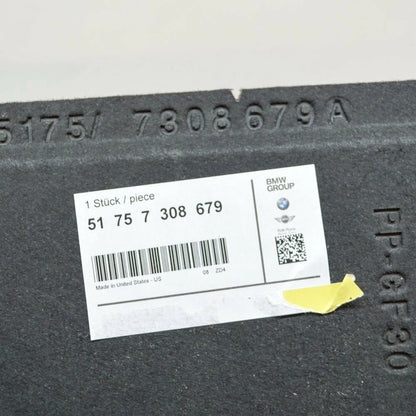 5175/ 7308679A
1 Stück / piece
51 75 7 308 679
Made in United States - US
08 ZD4
BMW
GROUP
PP-GF30